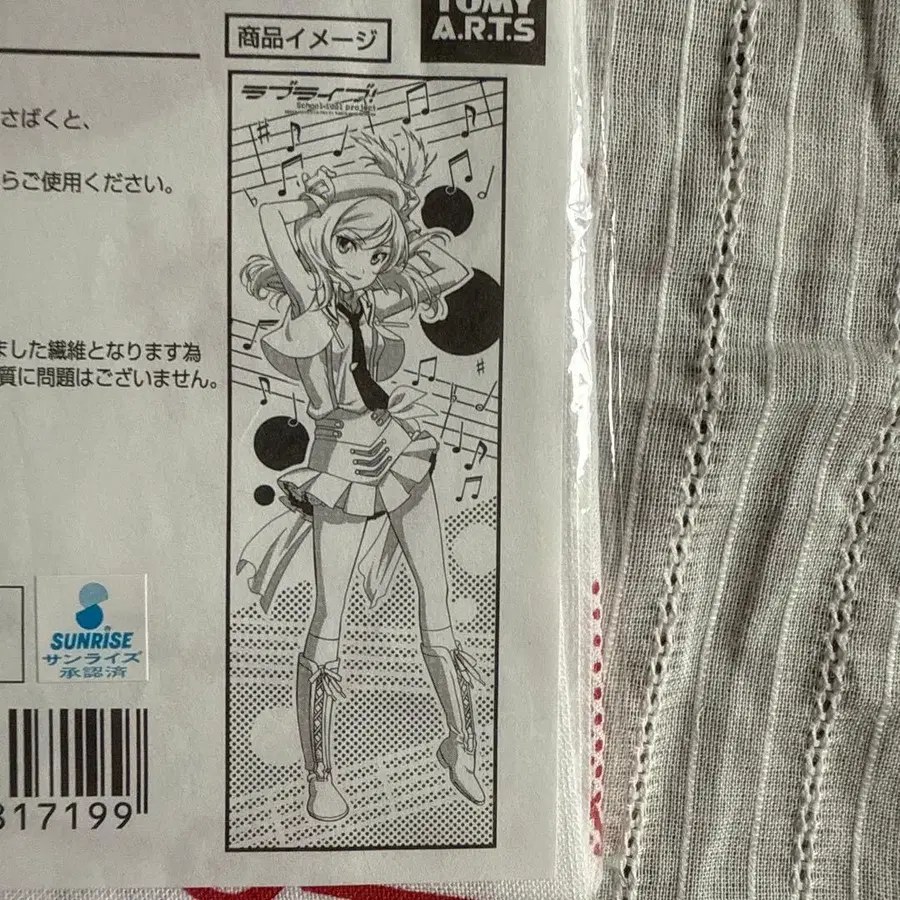 TOMY
A.R.T.S
商品イメージ
ラブライブ!
School idol project
さばくと、
らご使用ください。
ました繊維となります為
質に問題はございません。
SUNRISE
サンライズ
承認済
817199